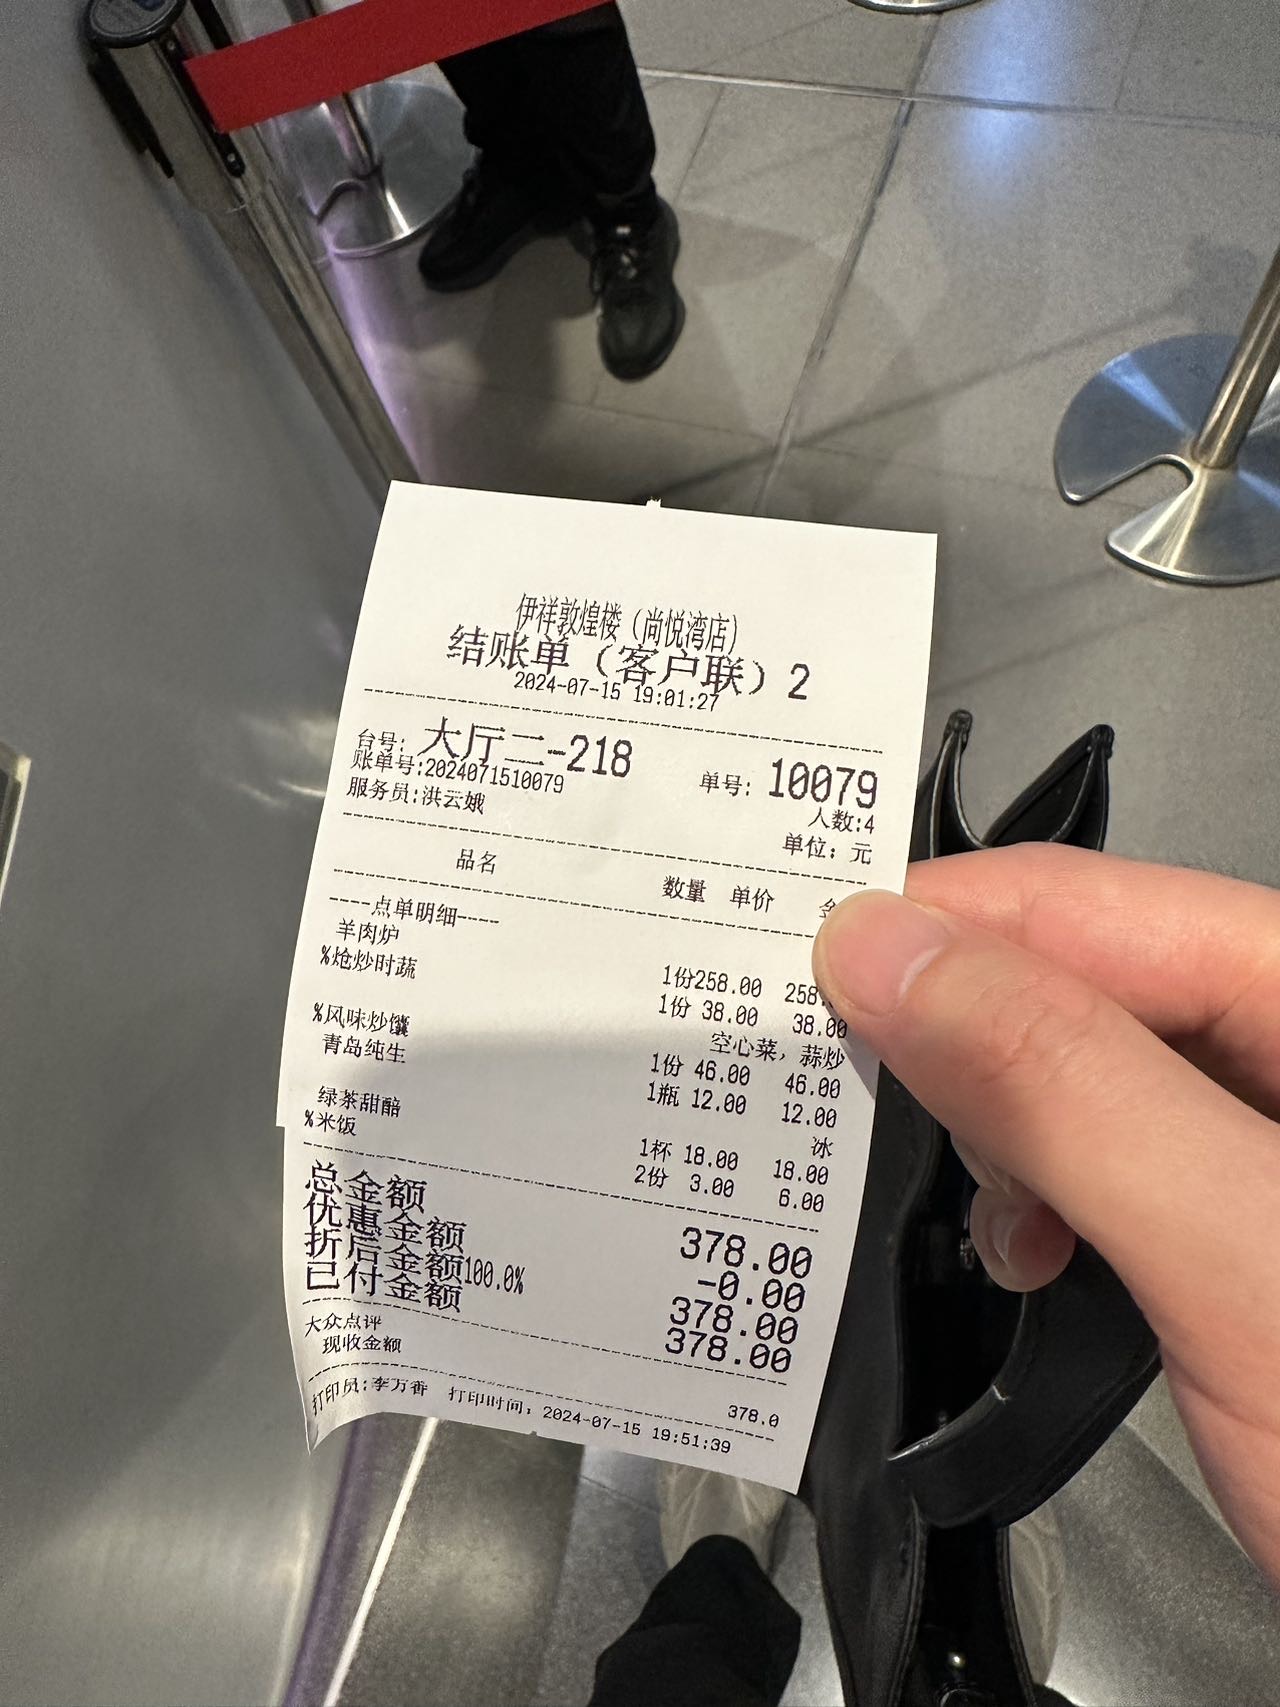 伊祥敦煌楼（尚悦湾店）
结账单（客户联）2
2024-07-15 19:01:27
台号: 大厅二-218 单号: 10079
账单号:2024071510079 人数:4
服务员:洪云娥 单位: 元
品名 数量 单价
-----点单明细-----
羊肉炉 1份258.00 258.
%炝炒时蔬 1份 38.00 38.00
空心菜, 蒜炒
%风味炒馕 1份 46.00 46.00
青岛纯生 1瓶 12.00 12.00
冰
绿茶甜醅 1杯 18.00 18.00
%米饭 2份 3.00 6.00
总金额 378.00
优惠金额 -0.00
折后金额100.0% 378.00
已付金额 378.00
大众点评
现收金额 378.0
打印员:李万香 打印时间: 2024-07-15 19:51:39